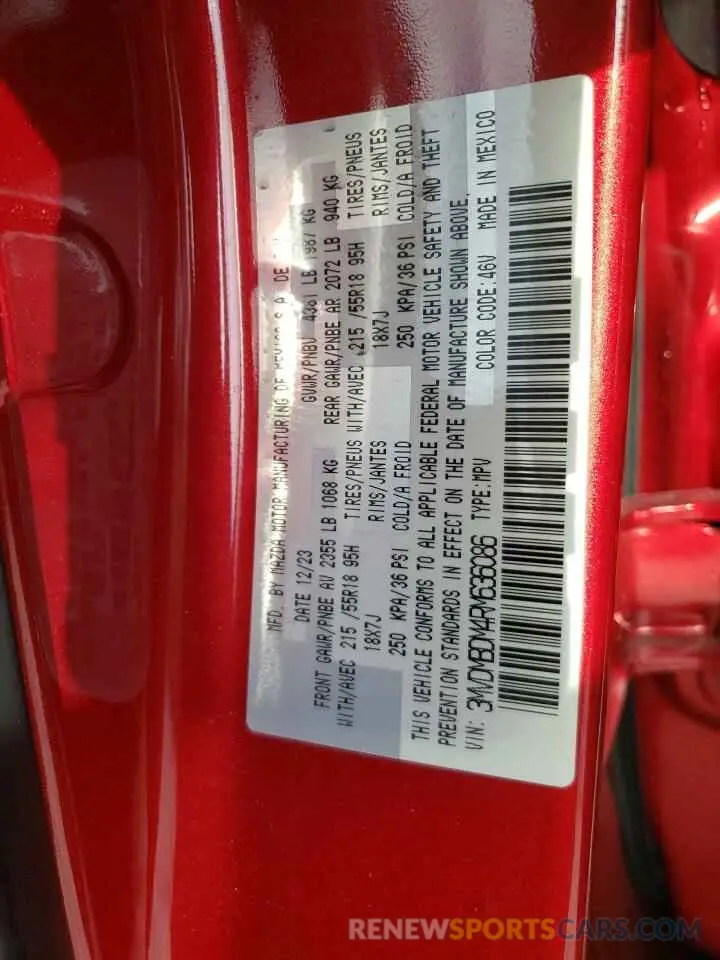 MFD. BY MAZDA MOTOR MANUFACTURING DE MEXICO S.A. DE
DATE 12/23 GVWR/PNBV 4381 LB 1987 KG
FRONT GAWR/PNBE AV 2355 LB 1068 KG REAR GAWR/PNBE AR 2072 LB 940 KG
WITH/AVEC 215 /55R18 95H TIRES/PNEUS WITH/AVEC 215 /55R18 95H TIRES/PNEUS
18X7J RIMS/JANTES 18X7J RIMS/JANTES
250 KPA/36 PSI COLD/A FROID 250 KPA/36 PSI COLD/A FROID
THIS VEHICLE CONFORMS TO ALL APPLICABLE FEDERAL MOTOR VEHICLE SAFETY AND THEFT
PREVENTION STANDARDS IN EFFECT ON THE DATE OF MANUFACTURE SHOWN ABOVE.
VIN: 3MVDMBDM4RM636086 TYPE:MPV COLOR CODE:46V MADE IN MEXICO
RENEWSPORTSCARS.COM